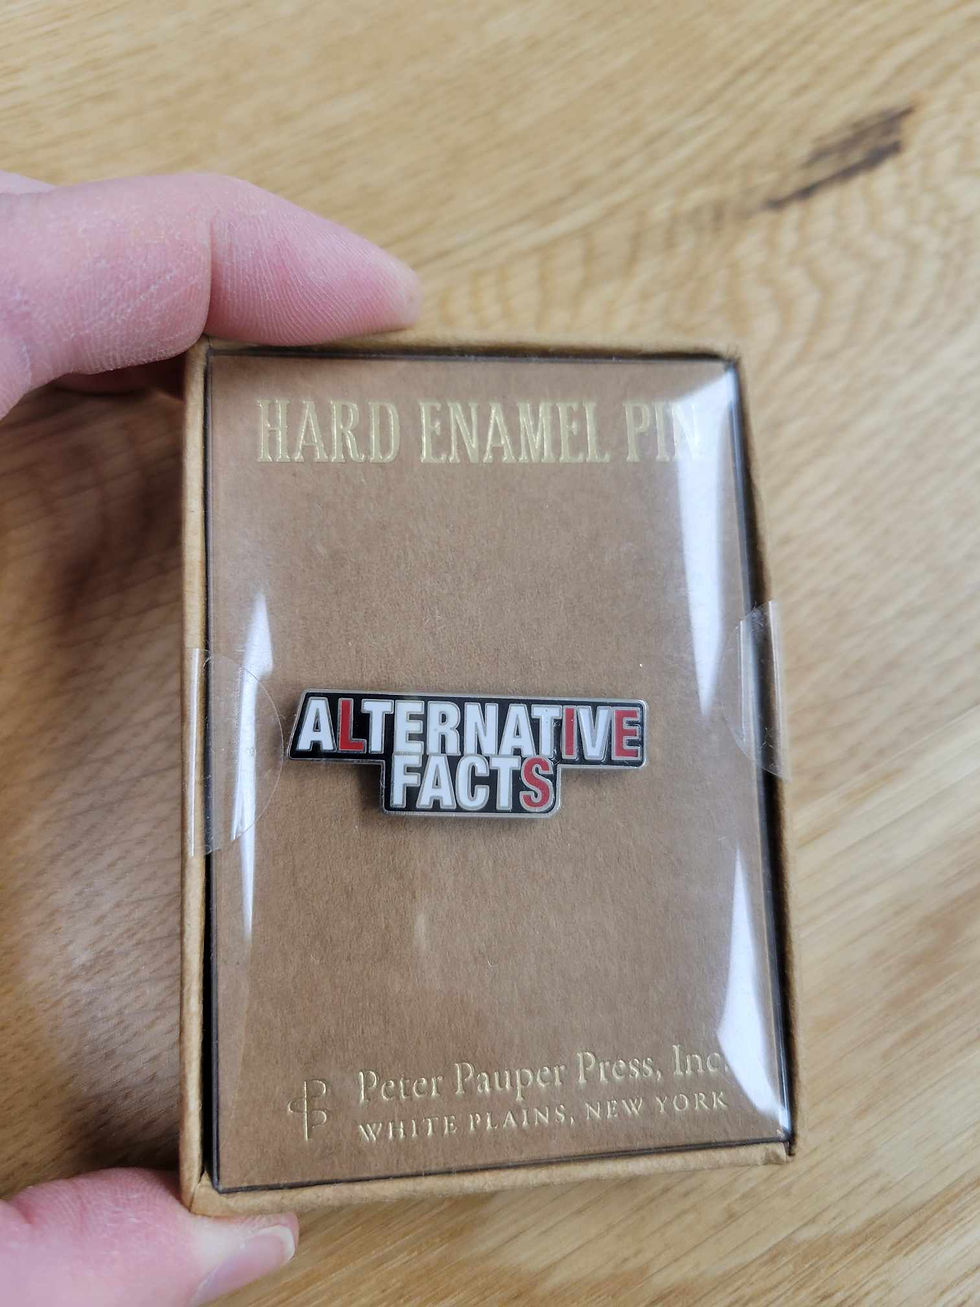 HARD ENAMEL PIN
ALTERNATIVE
FACTS
Peter Pauper Press, Inc.
WHITE PLAINS, NEW YORK